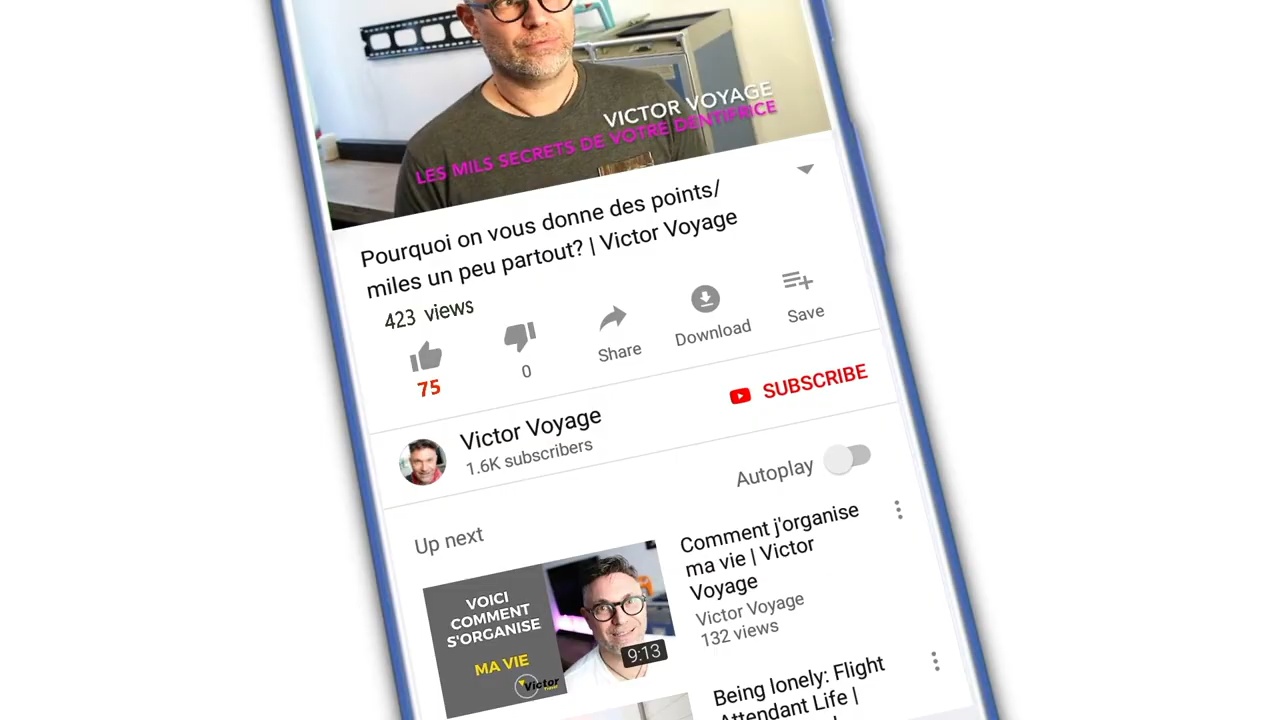 VICTOR VOYAGE
LES MILS SECRETS DE VOTRE DENTIFRICE
Pourquoi on vous donne des points/
miles un peu partout? | Victor Voyage
423 views
75
0
Share
Download
Save
Victor Voyage
1.6K subscribers
SUBSCRIBE
Autoplay
Up next
VOICI
COMMENT
S'ORGANISE
MA VIE
Victor
9:13
Comment j'organise
ma vie | Victor
Voyage
Victor Voyage
132 views
Being lonely: Flight
Attendant Life |